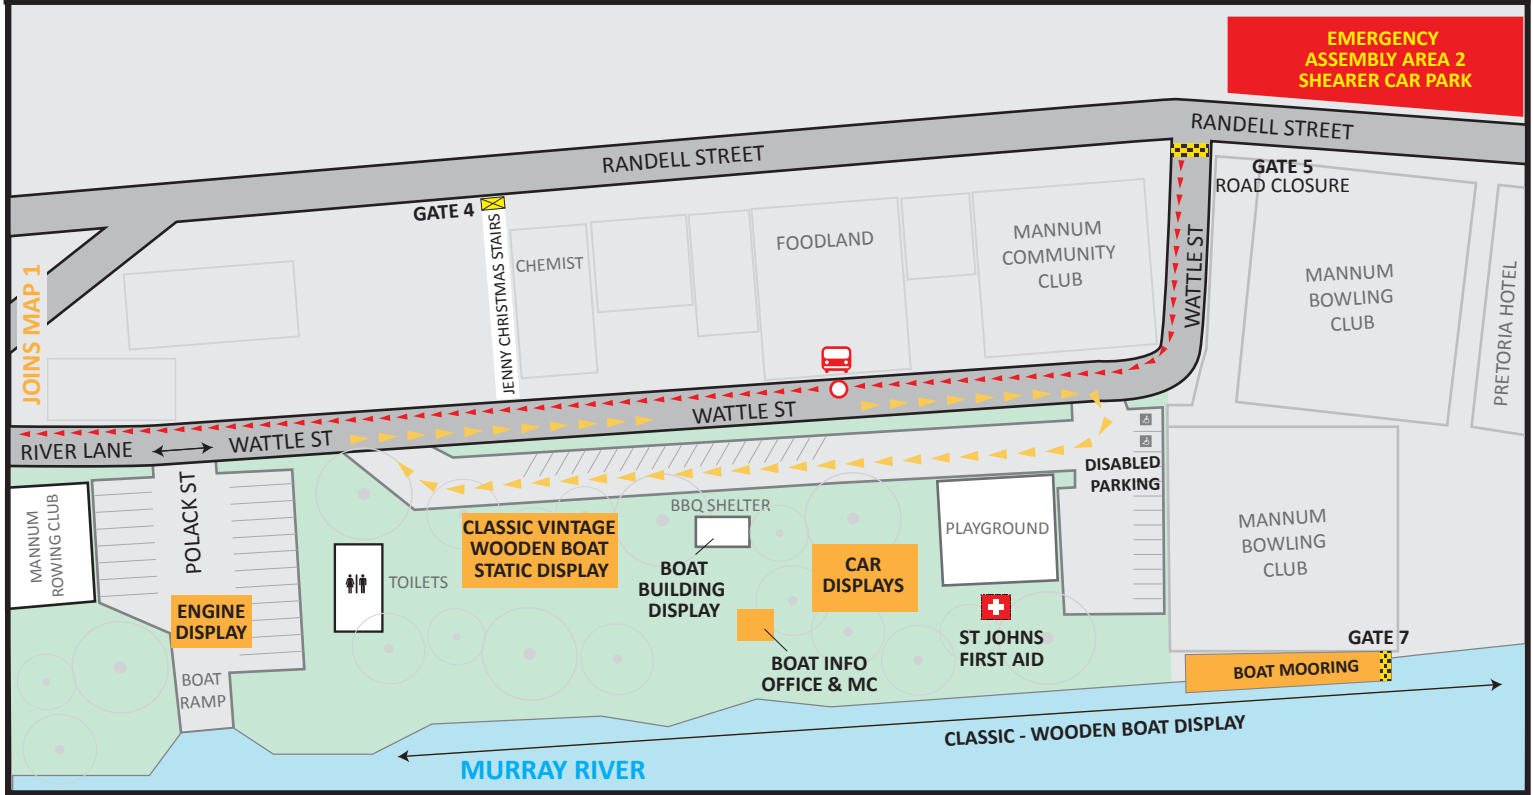 EMERGENCY
ASSEMBLY AREA 2
SHEARER CAR PARK
RANDELL STREET
RANDELL STREET
GATE 5
ROAD CLOSURE
GATE 4
JENNY CHRISTMAS STAIRS
CHEMIST
FOODLAND
MANNUM
COMMUNITY
CLUB
WATTLE ST
MANNUM
BOWLING
CLUB
PRETORIA HOTEL
JOINS MAP 1
RIVER LANE
WATTLE ST
WATTLE ST
DISABLED
PARKING
MANNUM
ROWING CLUB
POLACK ST
ENGINE
DISPLAY
BOAT
RAMP
TOILETS
CLASSIC VINTAGE
WOODEN BOAT
STATIC DISPLAY
BBQ SHELTER
BOAT
BUILDING
DISPLAY
CAR
DISPLAYS
PLAYGROUND
MANNUM
BOWLING
CLUB
BOAT INFO
OFFICE & MC
ST JOHNS
FIRST AID
GATE 7
BOAT MOORING
CLASSIC - WOODEN BOAT DISPLAY
MURRAY RIVER